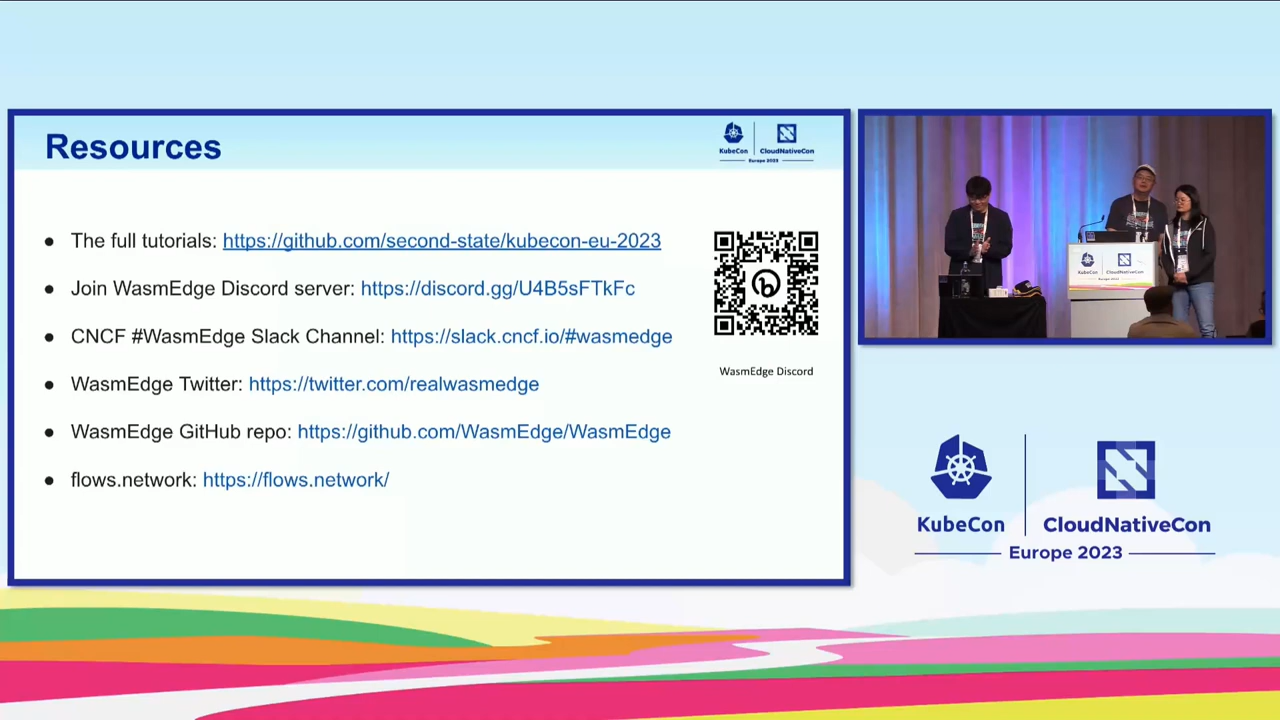 Resources
KubeCon
CloudNativeCon
Europe 2023
● The full tutorials: https://github.com/second-state/kubecon-eu-2023
● Join WasmEdge Discord server: https://discord.gg/U4B5sFTkFc
● CNCF #WasmEdge Slack Channel: https://slack.cncf.io/#wasmedge
● WasmEdge Twitter: https://twitter.com/realwasmedge
● WasmEdge GitHub repo: https://github.com/WasmEdge/WasmEdge
● flows.network: https://flows.network/
WasmEdge Discord
KubeCon
CloudNativeCon
KubeCon
CloudNativeCon
Europe 2023